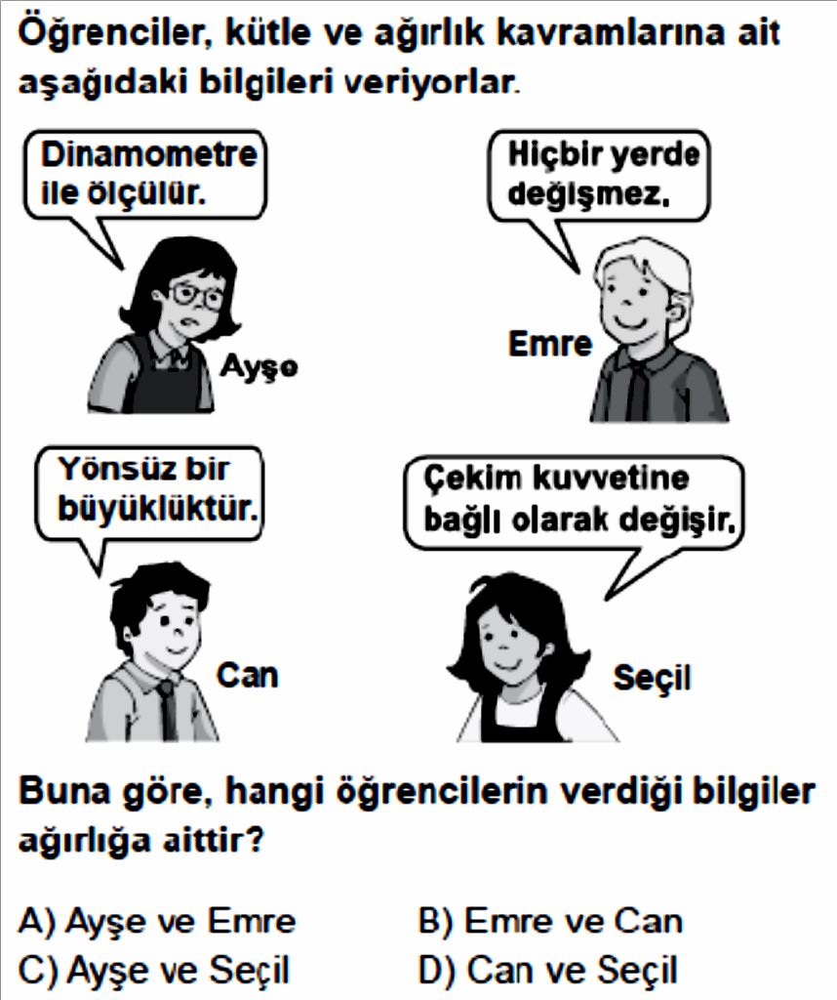 Öğrenciler, kütle ve ağırlık kavramlarına ait
aşağıdaki bilgileri veriyorlar.
Dinamometre
ile ölçülür.
Hiçbir yerde
değişmez.
Ayşe
Emre
Yönsüz bir
büyüklüktür.
Çekim kuvvetine
bağlı olarak değişir.
Can
Seçil
Buna göre, hangi öğrencilerin verdiği bilgiler
ağırlığa aittir?
A) Ayşe ve Emre
B) Emre ve Can
C) Ayşe ve Seçil
D) Can ve Seçil